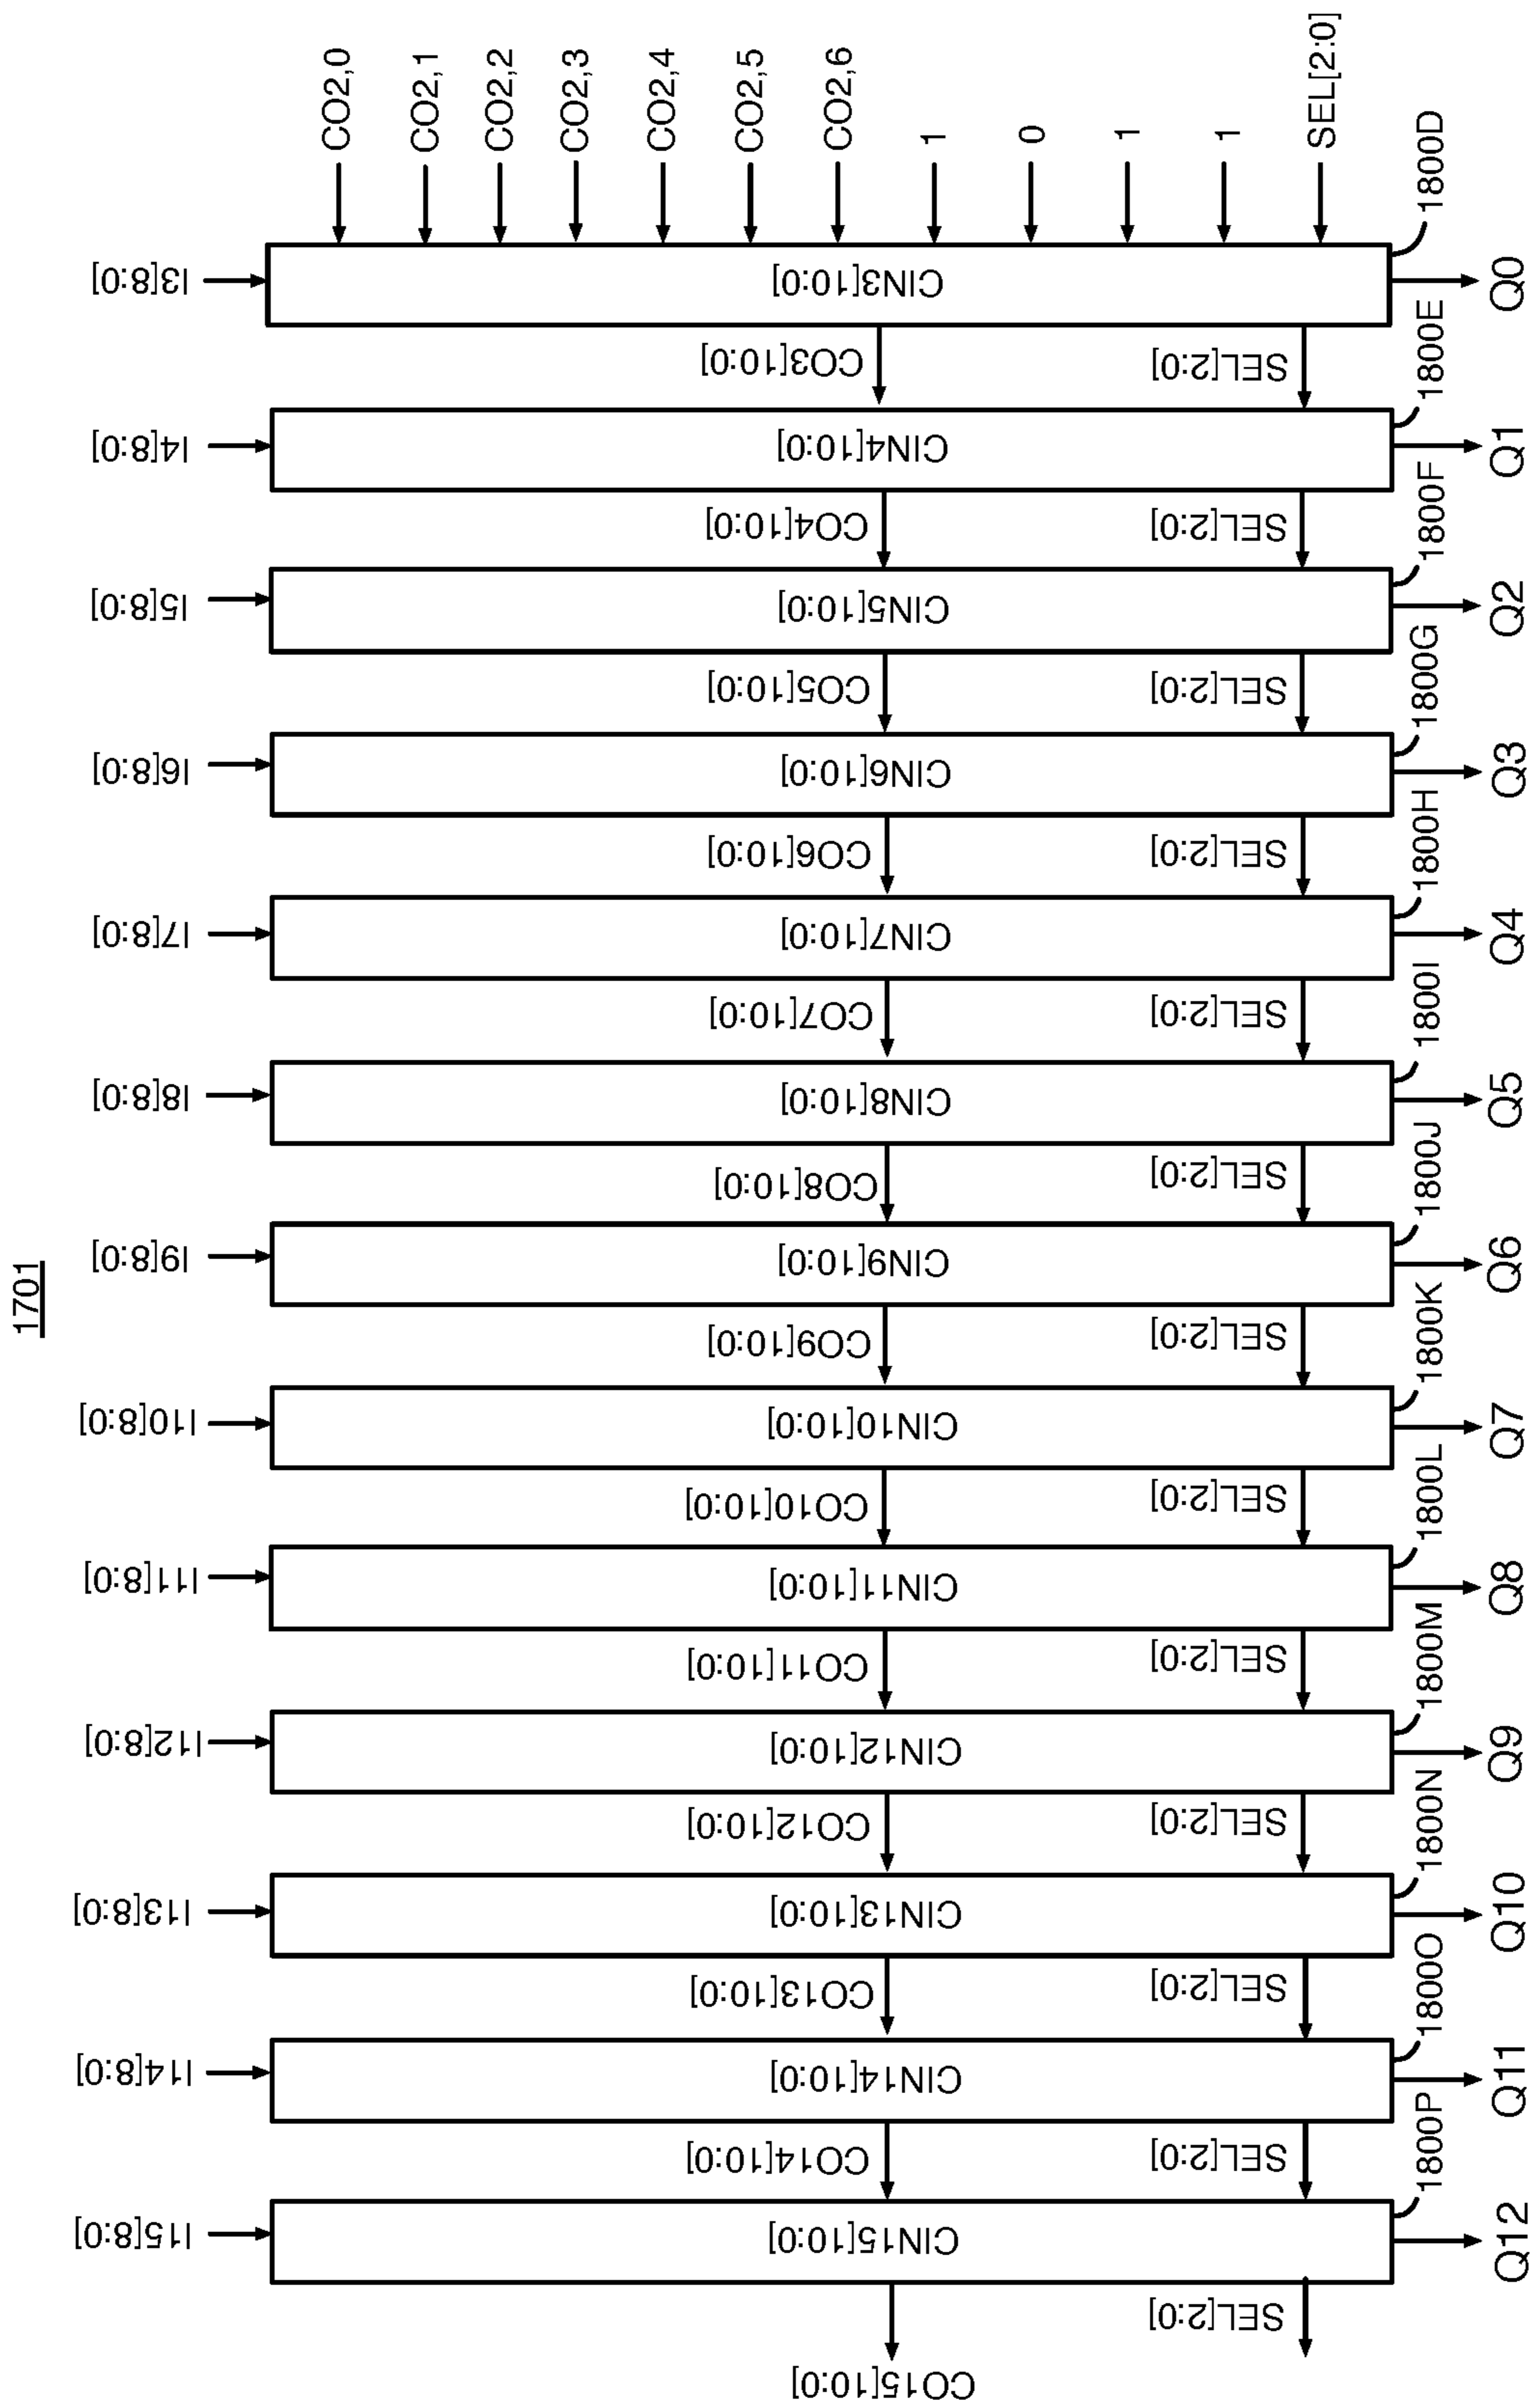 1701
CO2,0
CO2,1
CO2,2
CO2,3
CO2,4
CO2,5
CO2,6
1
0
1
1
SEL[2:0]
I3[8:0]
CIN3[10:0]
1800D
Q0
CO3[10:0]
SEL[2:0]
I4[8:0]
CIN4[10:0]
1800E
Q1
CO4[10:0]
SEL[2:0]
I5[8:0]
CIN5[10:0]
1800F
Q2
CO5[10:0]
SEL[2:0]
I6[8:0]
CIN6[10:0]
1800G
Q3
CO6[10:0]
SEL[2:0]
I7[8:0]
CIN7[10:0]
1800H
Q4
CO7[10:0]
SEL[2:0]
I8[8:0]
CIN8[10:0]
1800I
Q5
CO8[10:0]
SEL[2:0]
I9[8:0]
CIN9[10:0]
1800J
Q6
CO9[10:0]
SEL[2:0]
I10[8:0]
CIN10[10:0]
1800K
Q7
CO10[10:0]
SEL[2:0]
I11[8:0]
CIN11[10:0]
1800L
Q8
CO11[10:0]
SEL[2:0]
I12[8:0]
CIN12[10:0]
1800M
Q9
CO12[10:0]
SEL[2:0]
I13[8:0]
CIN13[10:0]
1800N
Q10
CO13[10:0]
SEL[2:0]
I14[8:0]
CIN14[10:0]
1800O
Q11
CO14[10:0]
SEL[2:0]
I15[8:0]
CIN15[10:0]
1800P
Q12
CO15[10:0]
SEL[2:0]